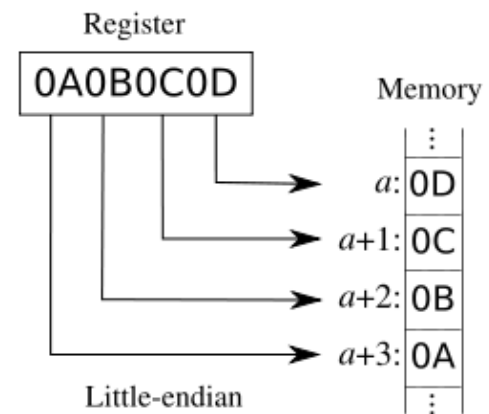 Register
0A0B0C0D
Memory
⋮
a: 0D
a+1: 0C
a+2: 0B
a+3: 0A
⋮
Little-endian